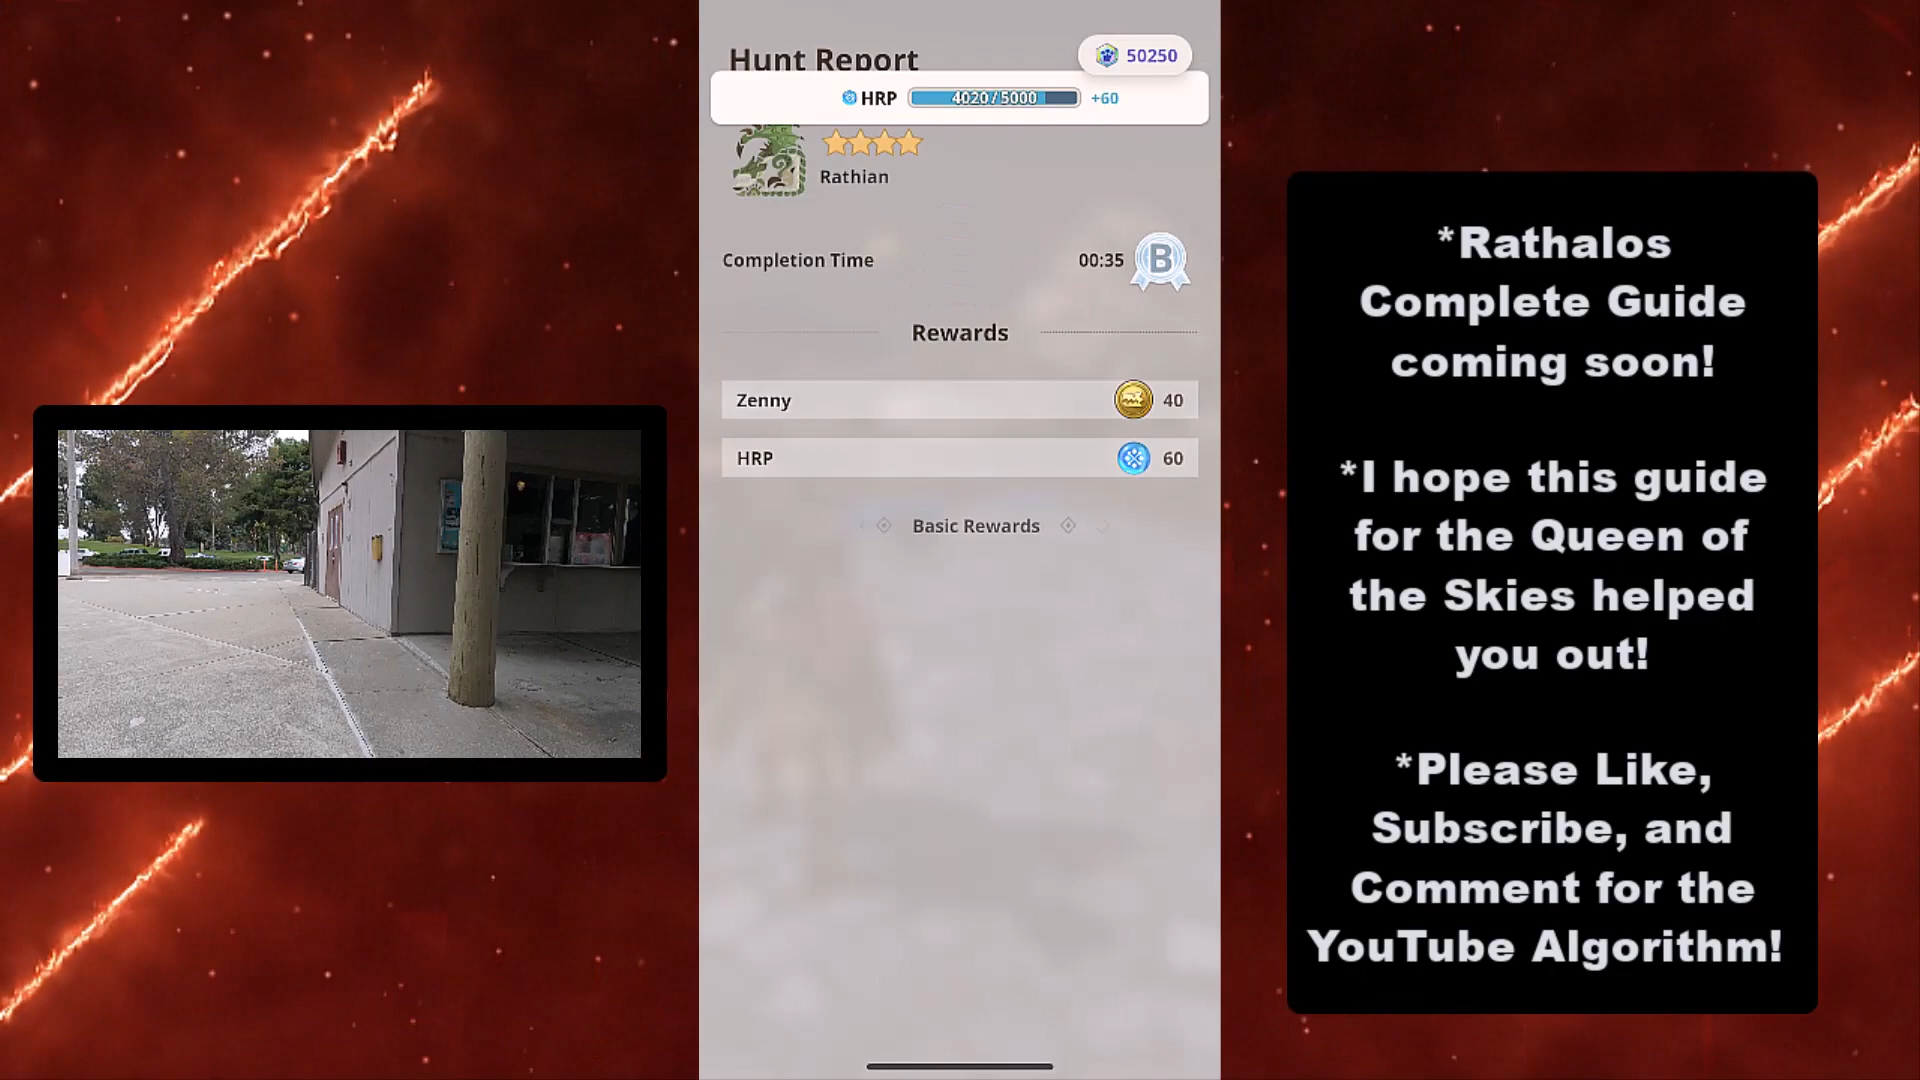 Hunt Report
50250
HRP 4020/5000 +60
Rathian
Completion Time 00:35 B
Rewards
Zenny 40
HRP 60
Basic Rewards
*Rathalos
Complete Guide
coming soon!
*I hope this guide
for the Queen of
the Skies helped
you out!
*Please Like,
Subscribe, and
Comment for the
YouTube Algorithm!